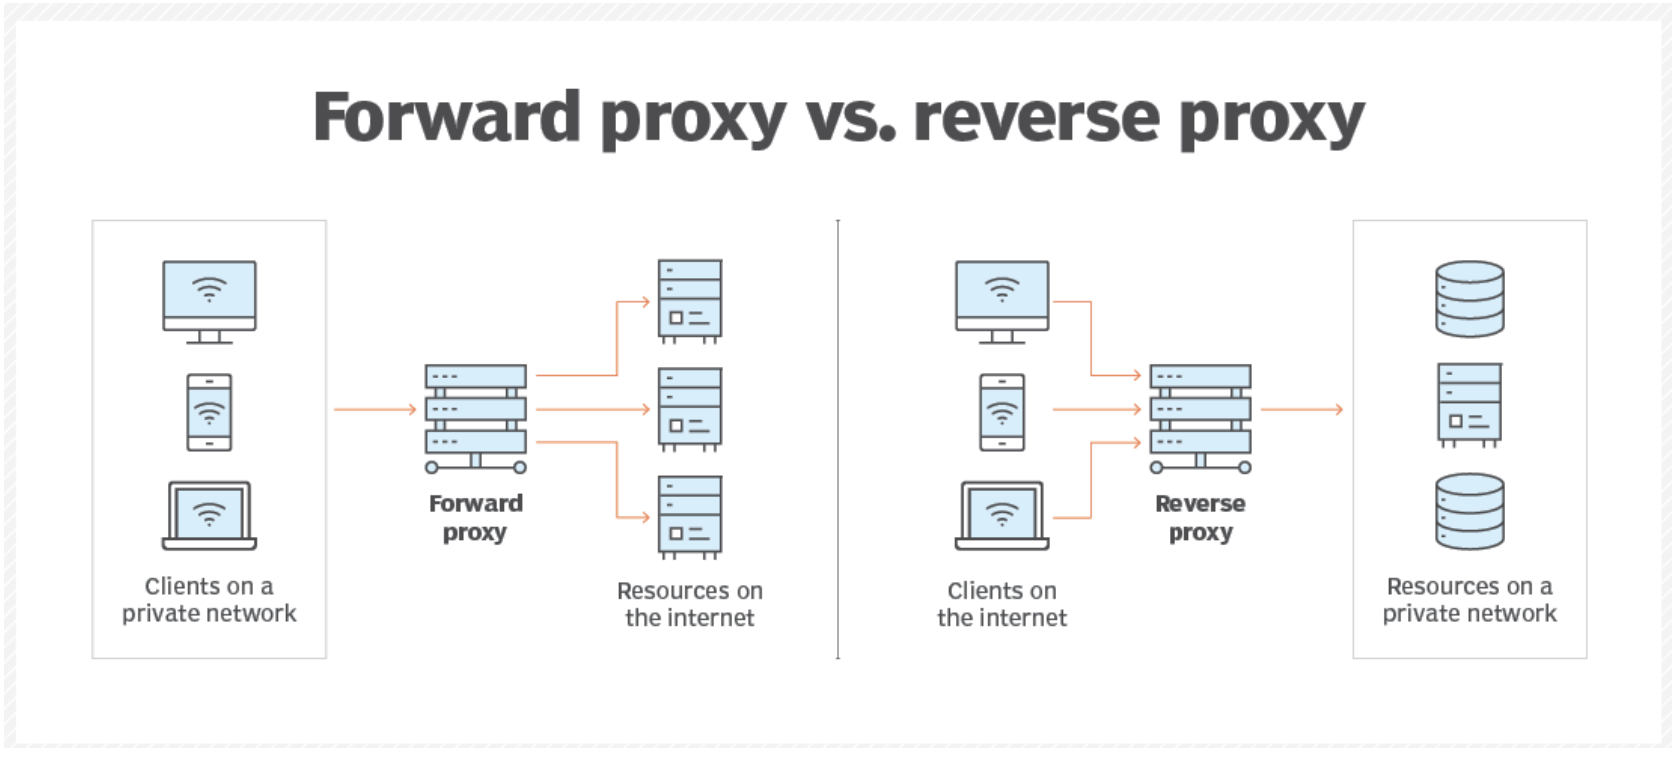 Forward proxy vs. reverse proxy
Clients on a
private network
Forward
proxy
Resources on
the internet
Clients on
the internet
Reverse
proxy
Resources on a
private network